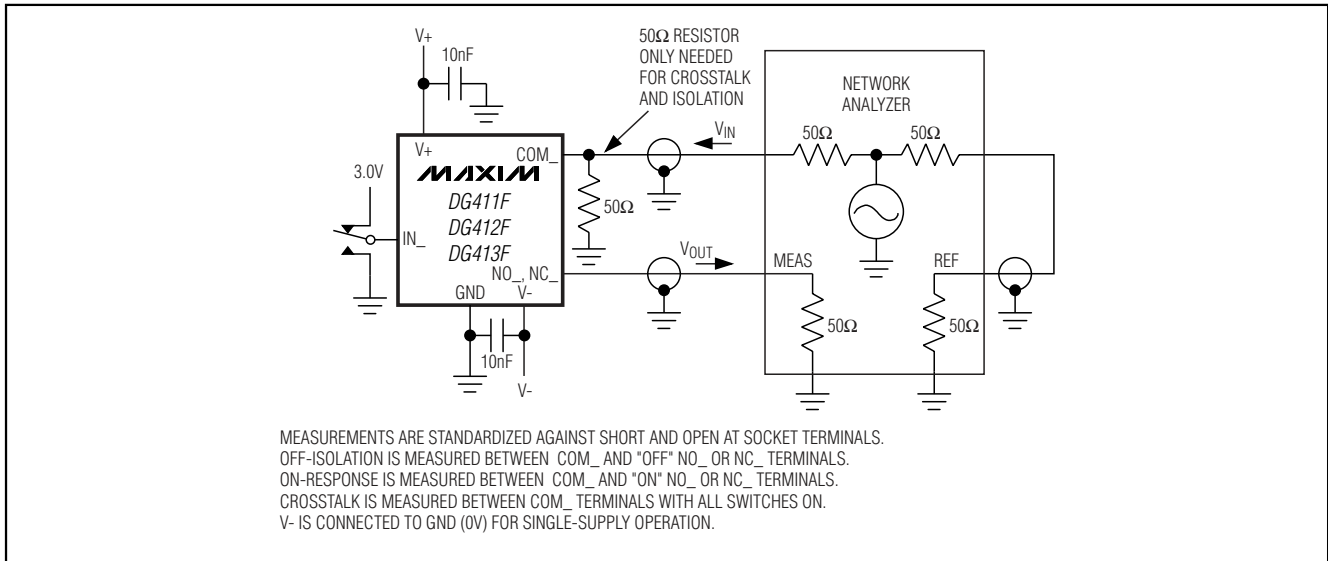 V+
10nF
50Ω RESISTOR
ONLY NEEDED
FOR CROSSTALK
AND ISOLATION
NETWORK
ANALYZER
V+
COM_
VIN
50Ω
50Ω
3.0V
MAXIM
DG411F
DG412F
DG413F
50Ω
IN_
NO_, NC_
VOUT
MEAS
REF
GND
V-
50Ω
50Ω
10nF
V-
MEASUREMENTS ARE STANDARDIZED AGAINST SHORT AND OPEN AT SOCKET TERMINALS.
OFF-ISOLATION IS MEASURED BETWEEN COM_ AND "OFF" NO_ OR NC_ TERMINALS.
ON-RESPONSE IS MEASURED BETWEEN COM_ AND "ON" NO_ OR NC_ TERMINALS.
CROSSTALK IS MEASURED BETWEEN COM_ TERMINALS WITH ALL SWITCHES ON.
V- IS CONNECTED TO GND (0V) FOR SINGLE-SUPPLY OPERATION.